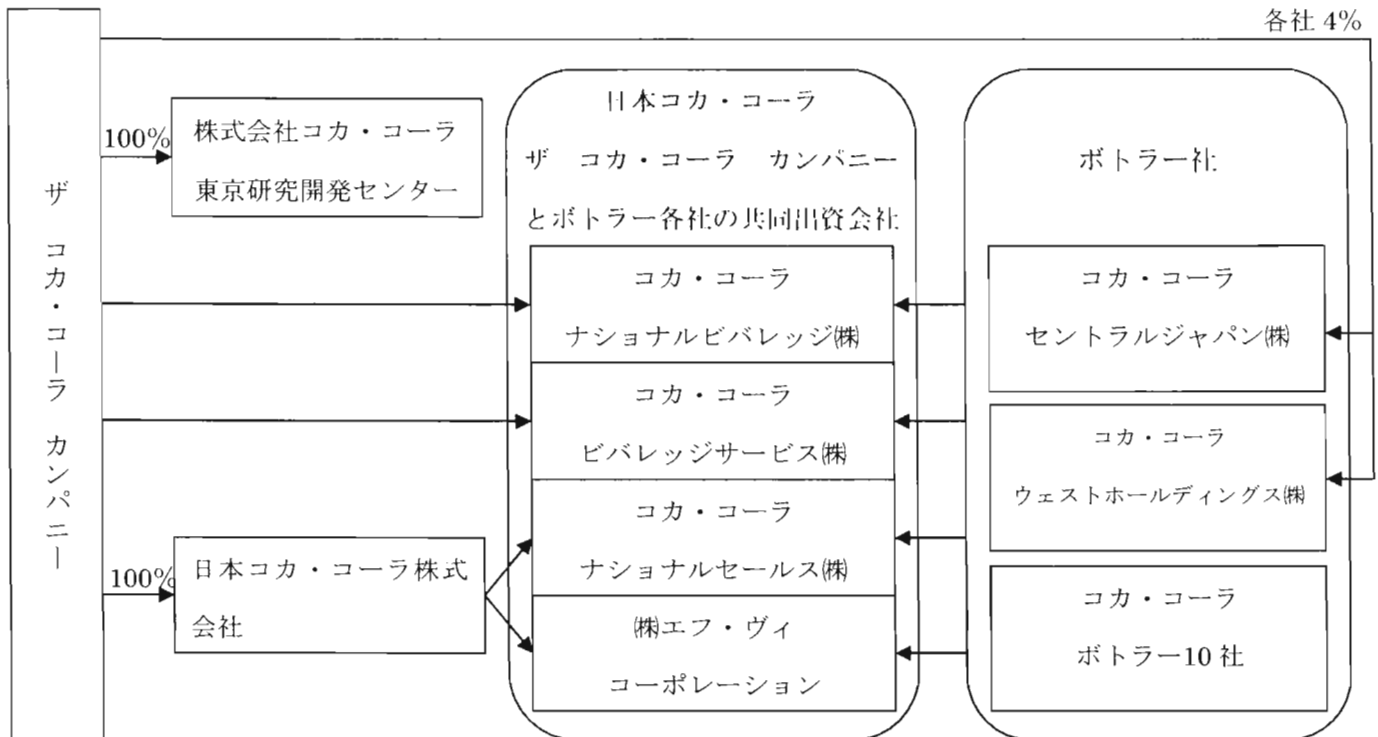 各社 4%
ザ コカ・コーラ カンパニー
100%
株式会社コカ・コーラ
東京研究開発センター
100%
日本コカ・コーラ株式
会社
日本コカ・コーラ
ザ コカ・コーラ カンパニー
とボトラー各社の共同出資会社
コカ・コーラ
ナショナルビバレッジ㈱
コカ・コーラ
ビバレッジサービス㈱
コカ・コーラ
ナショナルセールス㈱
㈱エフ・ヴィ
コーポレーション
ボトラー社
コカ・コーラ
セントラルジャパン㈱
コカ・コーラ
ウェストホールディングス㈱
コカ・コーラ
ボトラー10 社